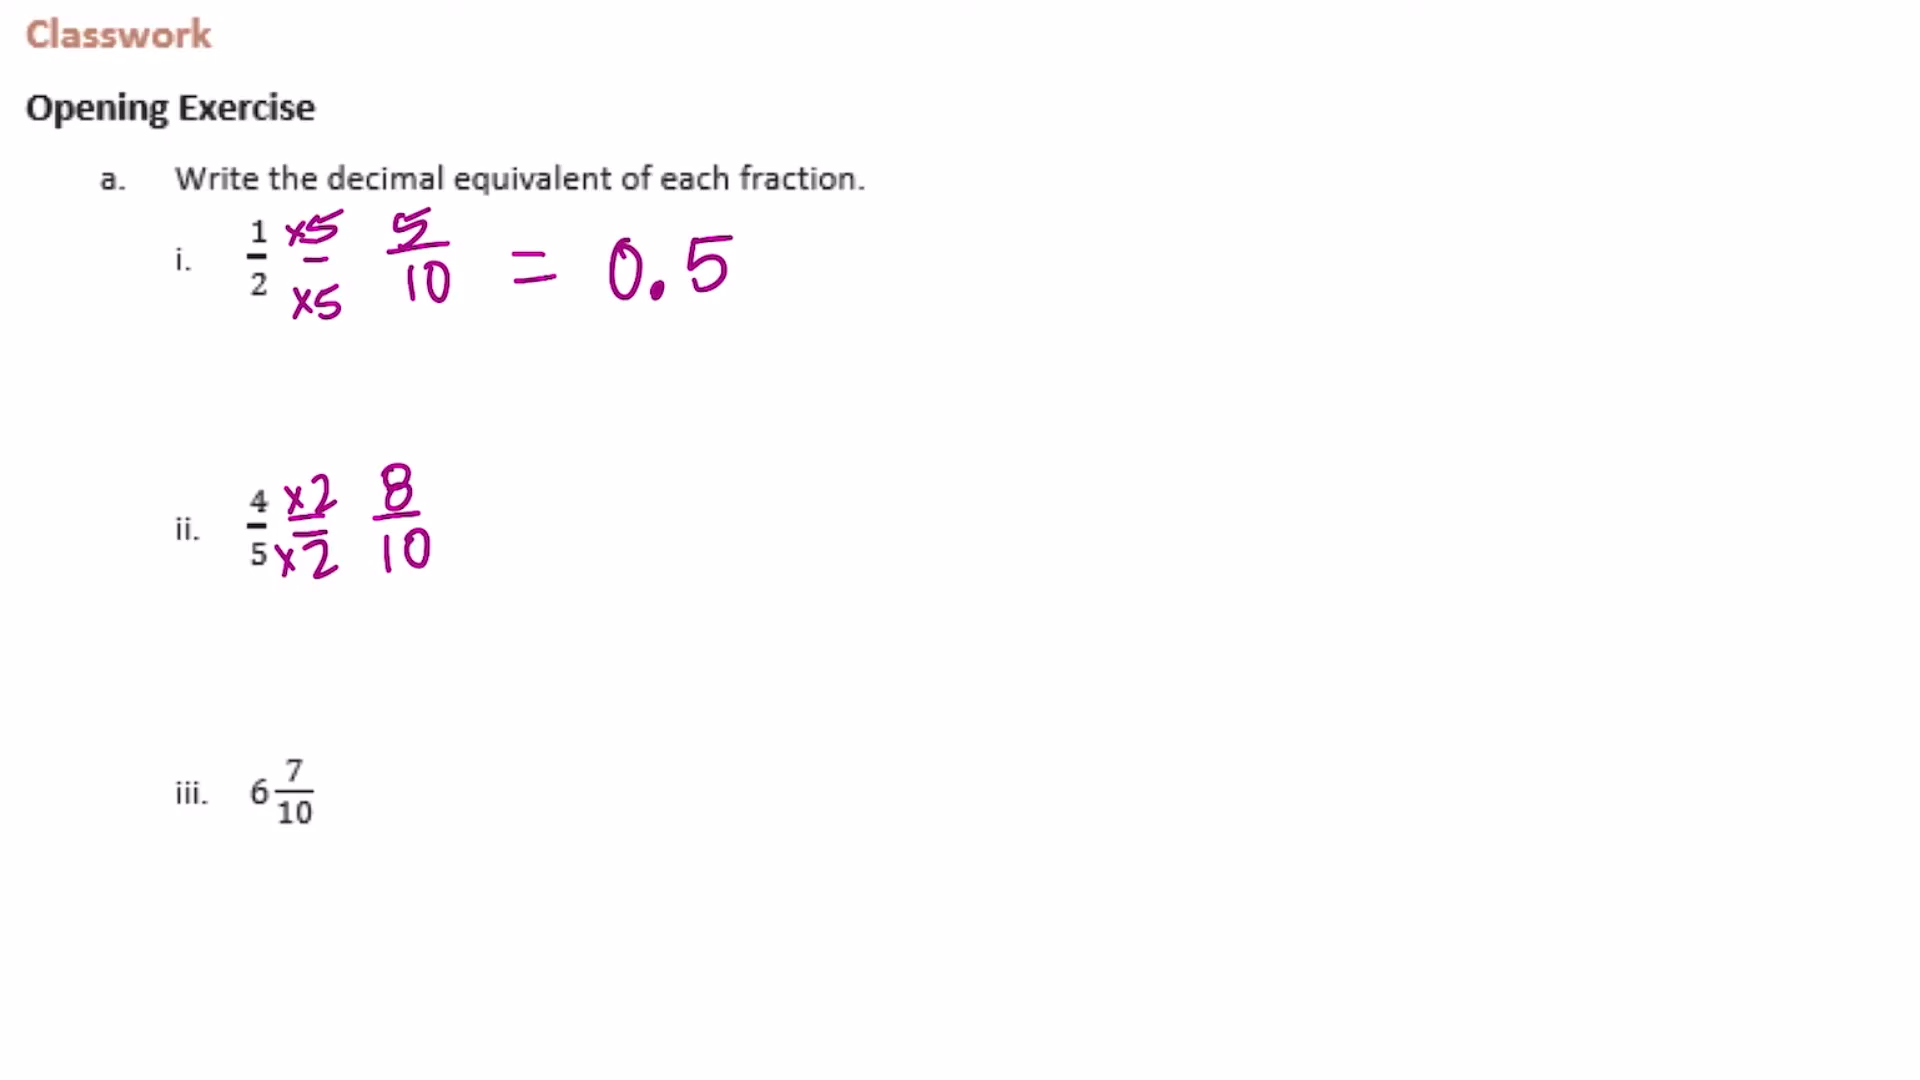 Classwork
Opening Exercise
a. Write the decimal equivalent of each fraction.
i. 1/2 ×5/×5 5/10 = 0.5
ii. 4/5 ×2/×2 8/10
iii. 6 7/10